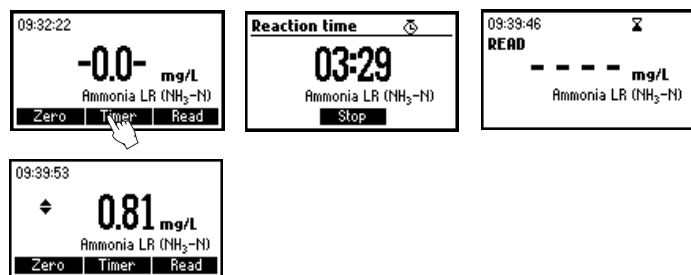 09:32:22
-0.0- mg/L
Ammonia LR (NH₃-N)
Zero Timer Read
Reaction time
03:29
Ammonia LR (NH₃-N)
Stop
09:39:46
READ
- - - - mg/L
Ammonia LR (NH₃-N)
09:39:53
0.81 mg/L
Ammonia LR (NH₃-N)
Zero Timer Read